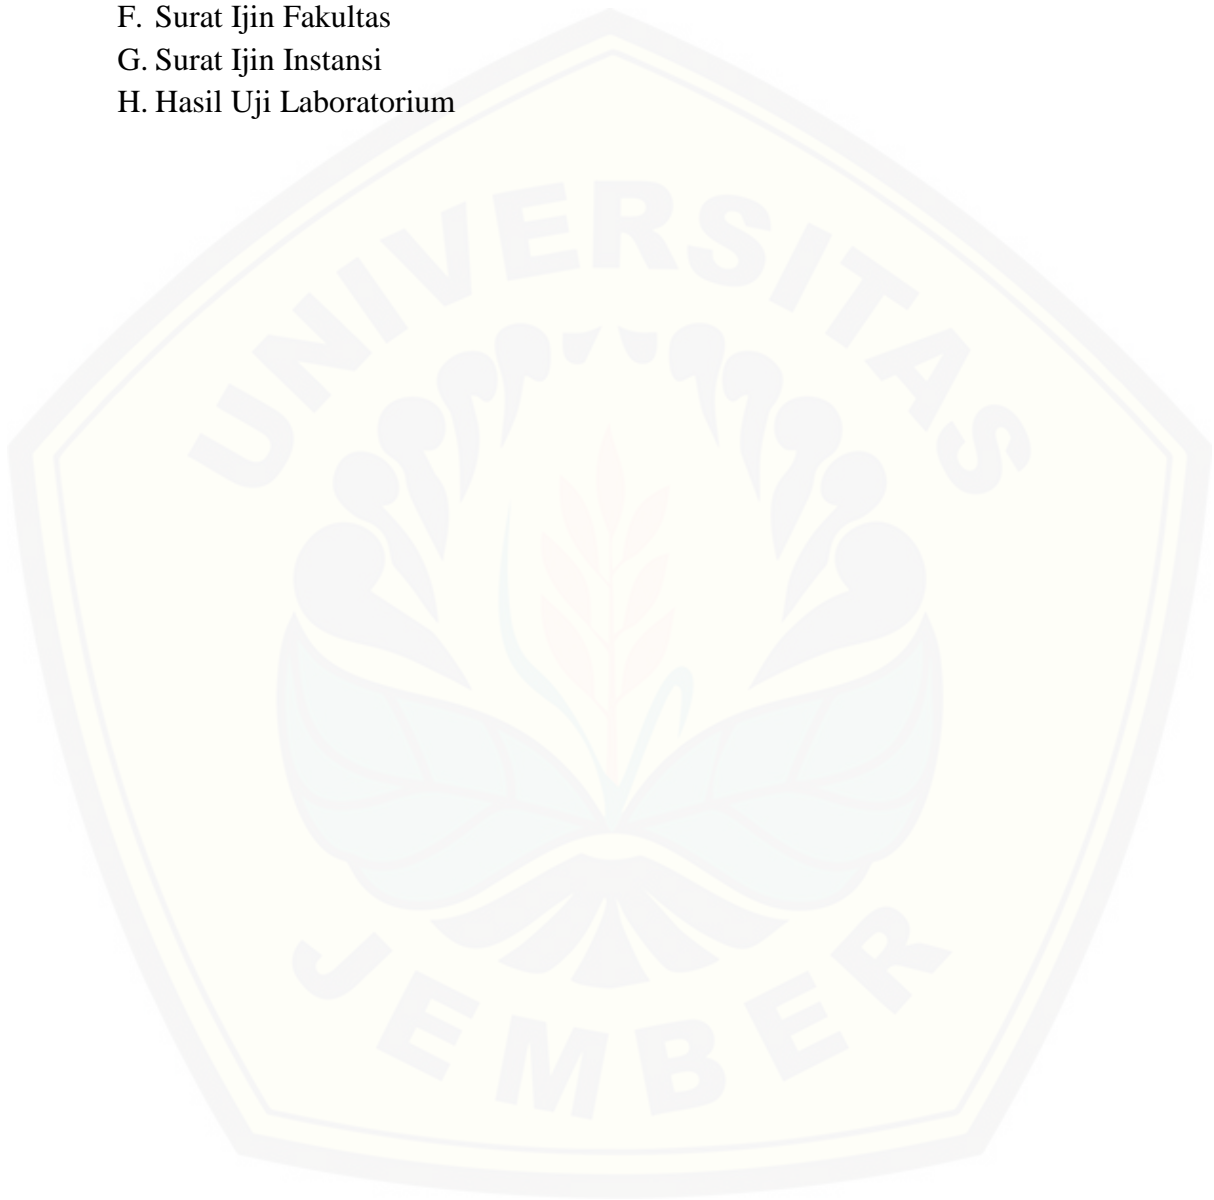 F. Surat Ijin Fakultas
G. Surat Ijin Instansi
H. Hasil Uji Laboratorium
UNIVERSITAS
JEMBER